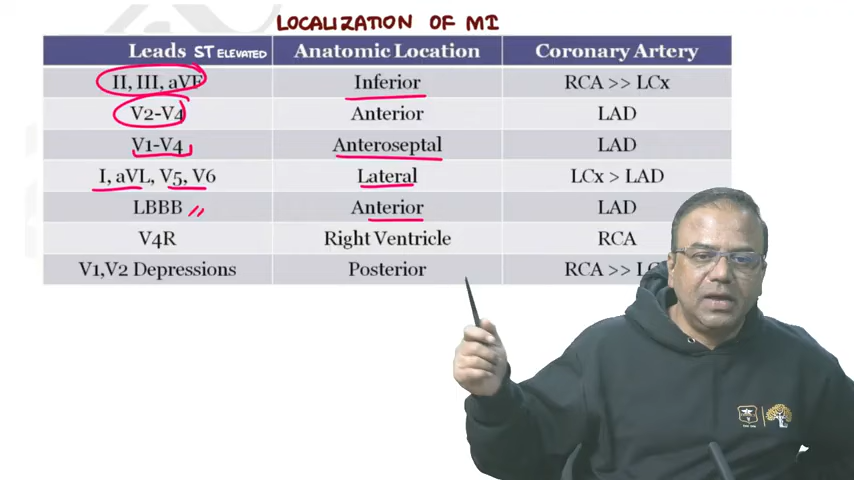 LOCALIZATION OF MI
Leads ST ELEVATED Anatomic Location Coronary Artery
II, III, aVF Inferior RCA >> LCx
V2-V4 Anterior LAD
V1-V4 Anteroseptal LAD
I, aVL, V5, V6 Lateral LCx > LAD
LBBB Anterior LAD
V4R Right Ventricle RCA
V1,V2 Depressions Posterior RCA >>